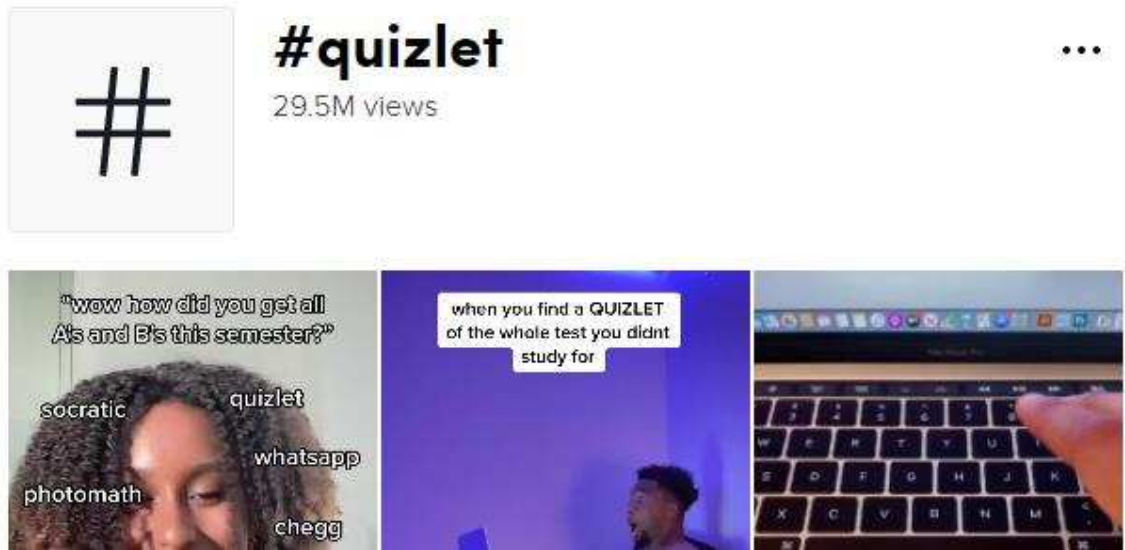 #
#quizlet
29.5M views
"wow how did you get all
A's and B's this semester?"
socratic
quizlet
whatsapp
photomath
chegg
when you find a QUIZLET
of the whole test you didnt
study for
W E R T Y U
D F G H J K
X C V B N M